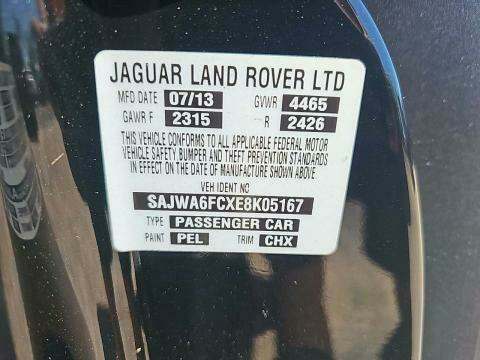 JAGUAR LAND ROVER LTD
MFD DATE 07/13 GVWR 4465
GAWR F 2315 R 2426
THIS VEHICLE CONFORMS TO ALL APPLICABLE FEDERAL MOTOR
VEHICLE SAFETY, BUMPER AND THEFT PREVENTION STANDARDS
IN EFFECT ON THE DATE OF MANUFACTURE SHOWN ABOVE
VEH IDENT NO
SAJWA6FCXE8K05167
TYPE PASSENGER CAR
PAINT PEL TRIM CHX